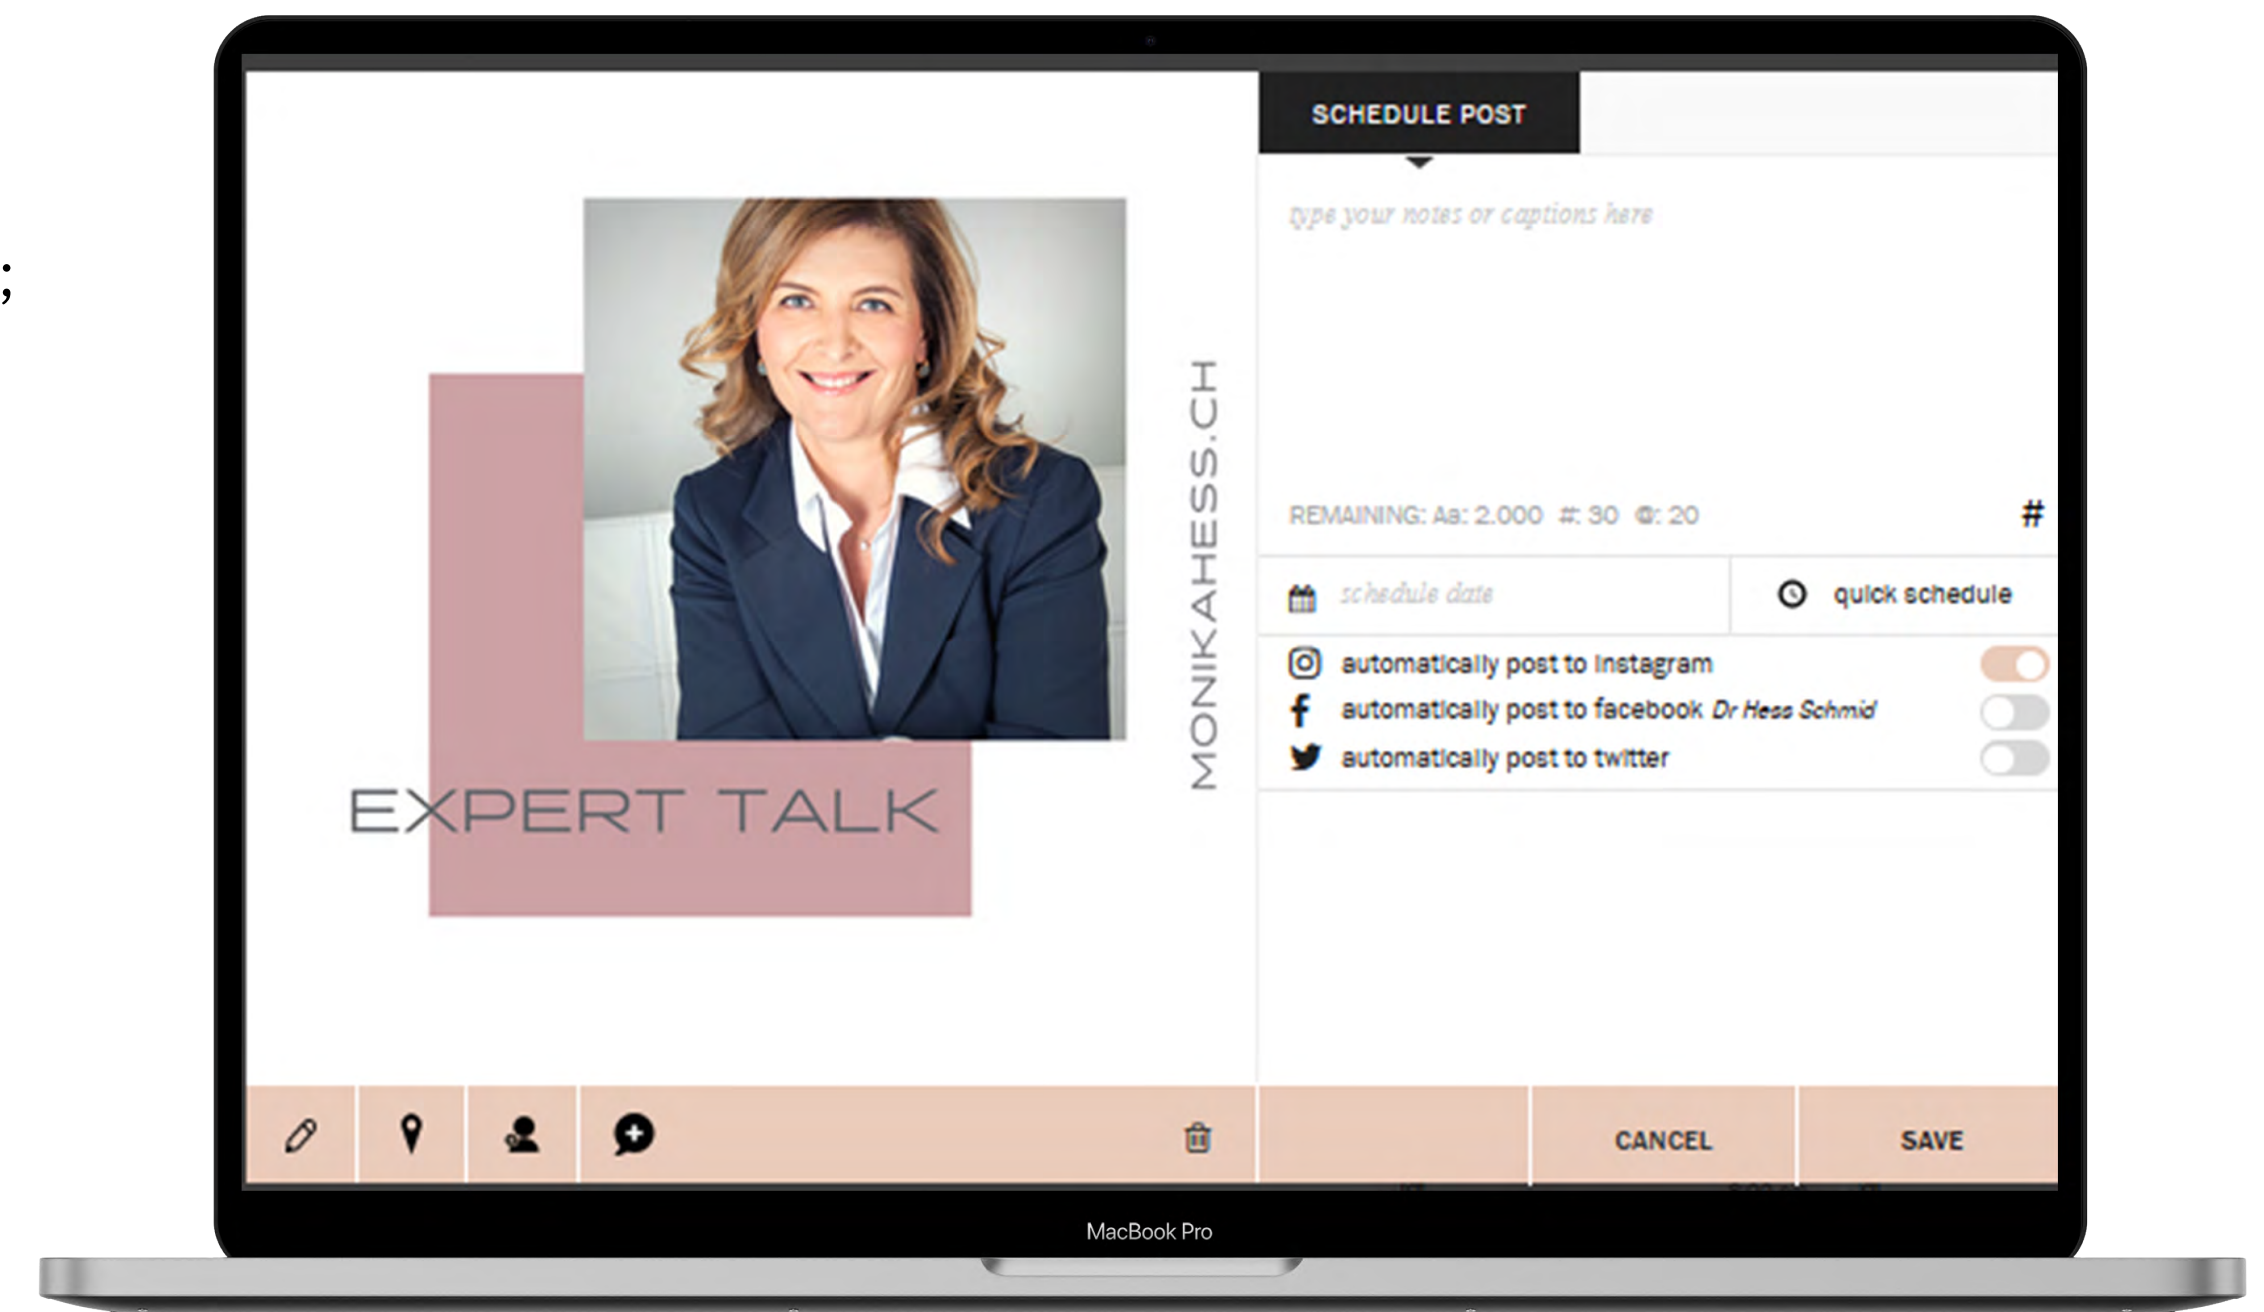 ;
SCHEDULE POST
type your notes or captions here
MONIKAHESS.CH
EXPERT TALK
REMAINING: Aa: 2.000 #: 30 @: 20
#
schedule date
quick schedule
automatically post to Instagram
automatically post to facebook Dr Hess Schmid
automatically post to twitter
CANCEL
SAVE
MacBook Pro